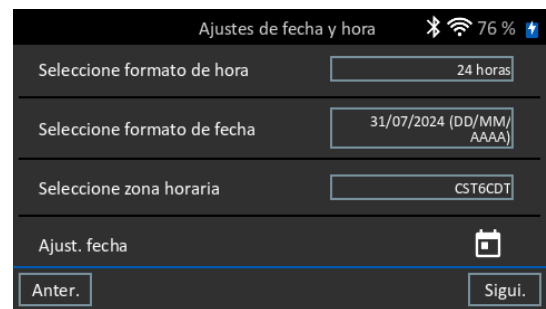 Ajustes de fecha y hora 76 %
Seleccione formato de hora 24 horas
Seleccione formato de fecha 31/07/2024 (DD/MM/
AAAA)
Seleccione zona horaria CST6CDT
Ajust. fecha
Anter. Sigui.